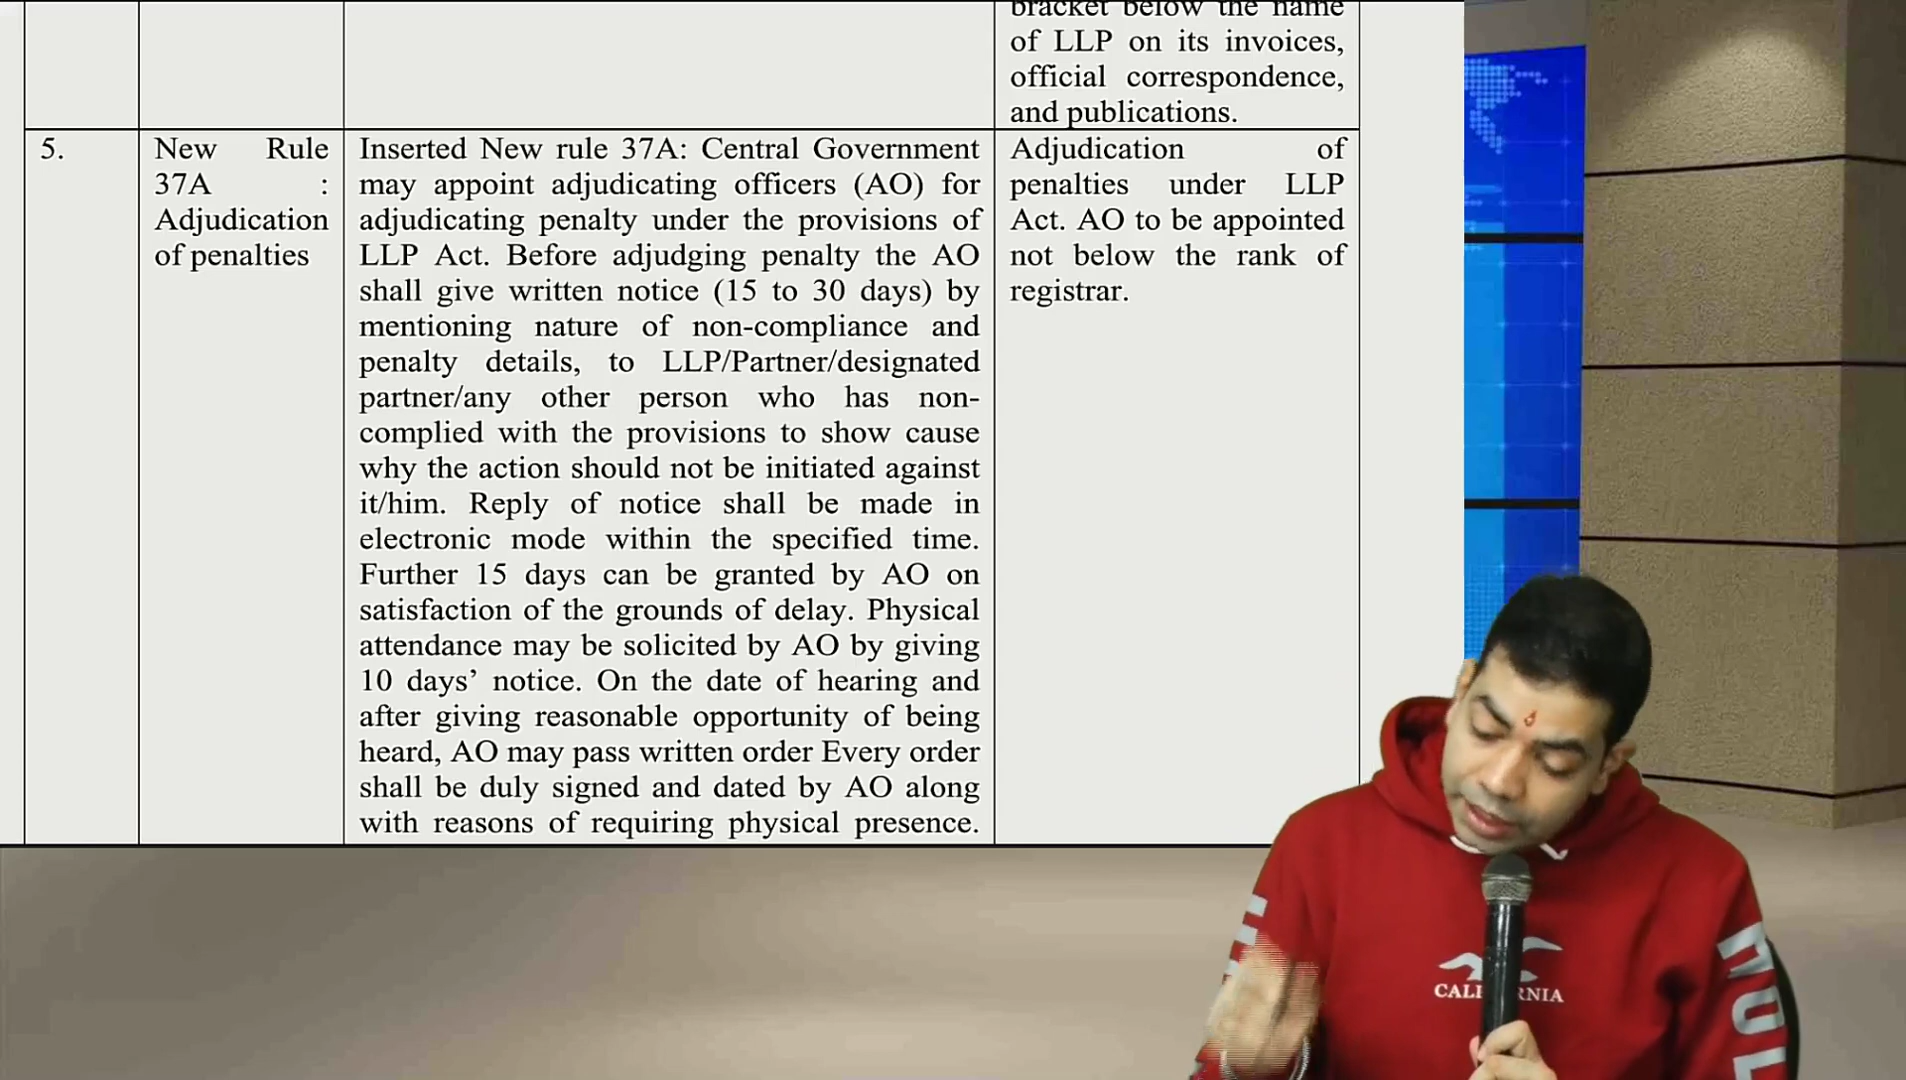 bracket below the name
of LLP on its invoices,
official correspondence,
and publications.
5.
New Rule
37A :
Adjudication
of penalties
Inserted New rule 37A: Central Government
may appoint adjudicating officers (AO) for
adjudicating penalty under the provisions of
LLP Act. Before adjudging penalty the AO
shall give written notice (15 to 30 days) by
mentioning nature of non-compliance and
penalty details, to LLP/Partner/designated
partner/any other person who has non-
complied with the provisions to show cause
why the action should not be initiated against
it/him. Reply of notice shall be made in
electronic mode within the specified time.
Further 15 days can be granted by AO on
satisfaction of the grounds of delay. Physical
attendance may be solicited by AO by giving
10 days’ notice. On the date of hearing and
after giving reasonable opportunity of being
heard, AO may pass written order Every order
shall be duly signed and dated by AO along
with reasons of requiring physical presence.
Adjudication of
penalties under LLP
Act. AO to be appointed
not below the rank of
registrar.